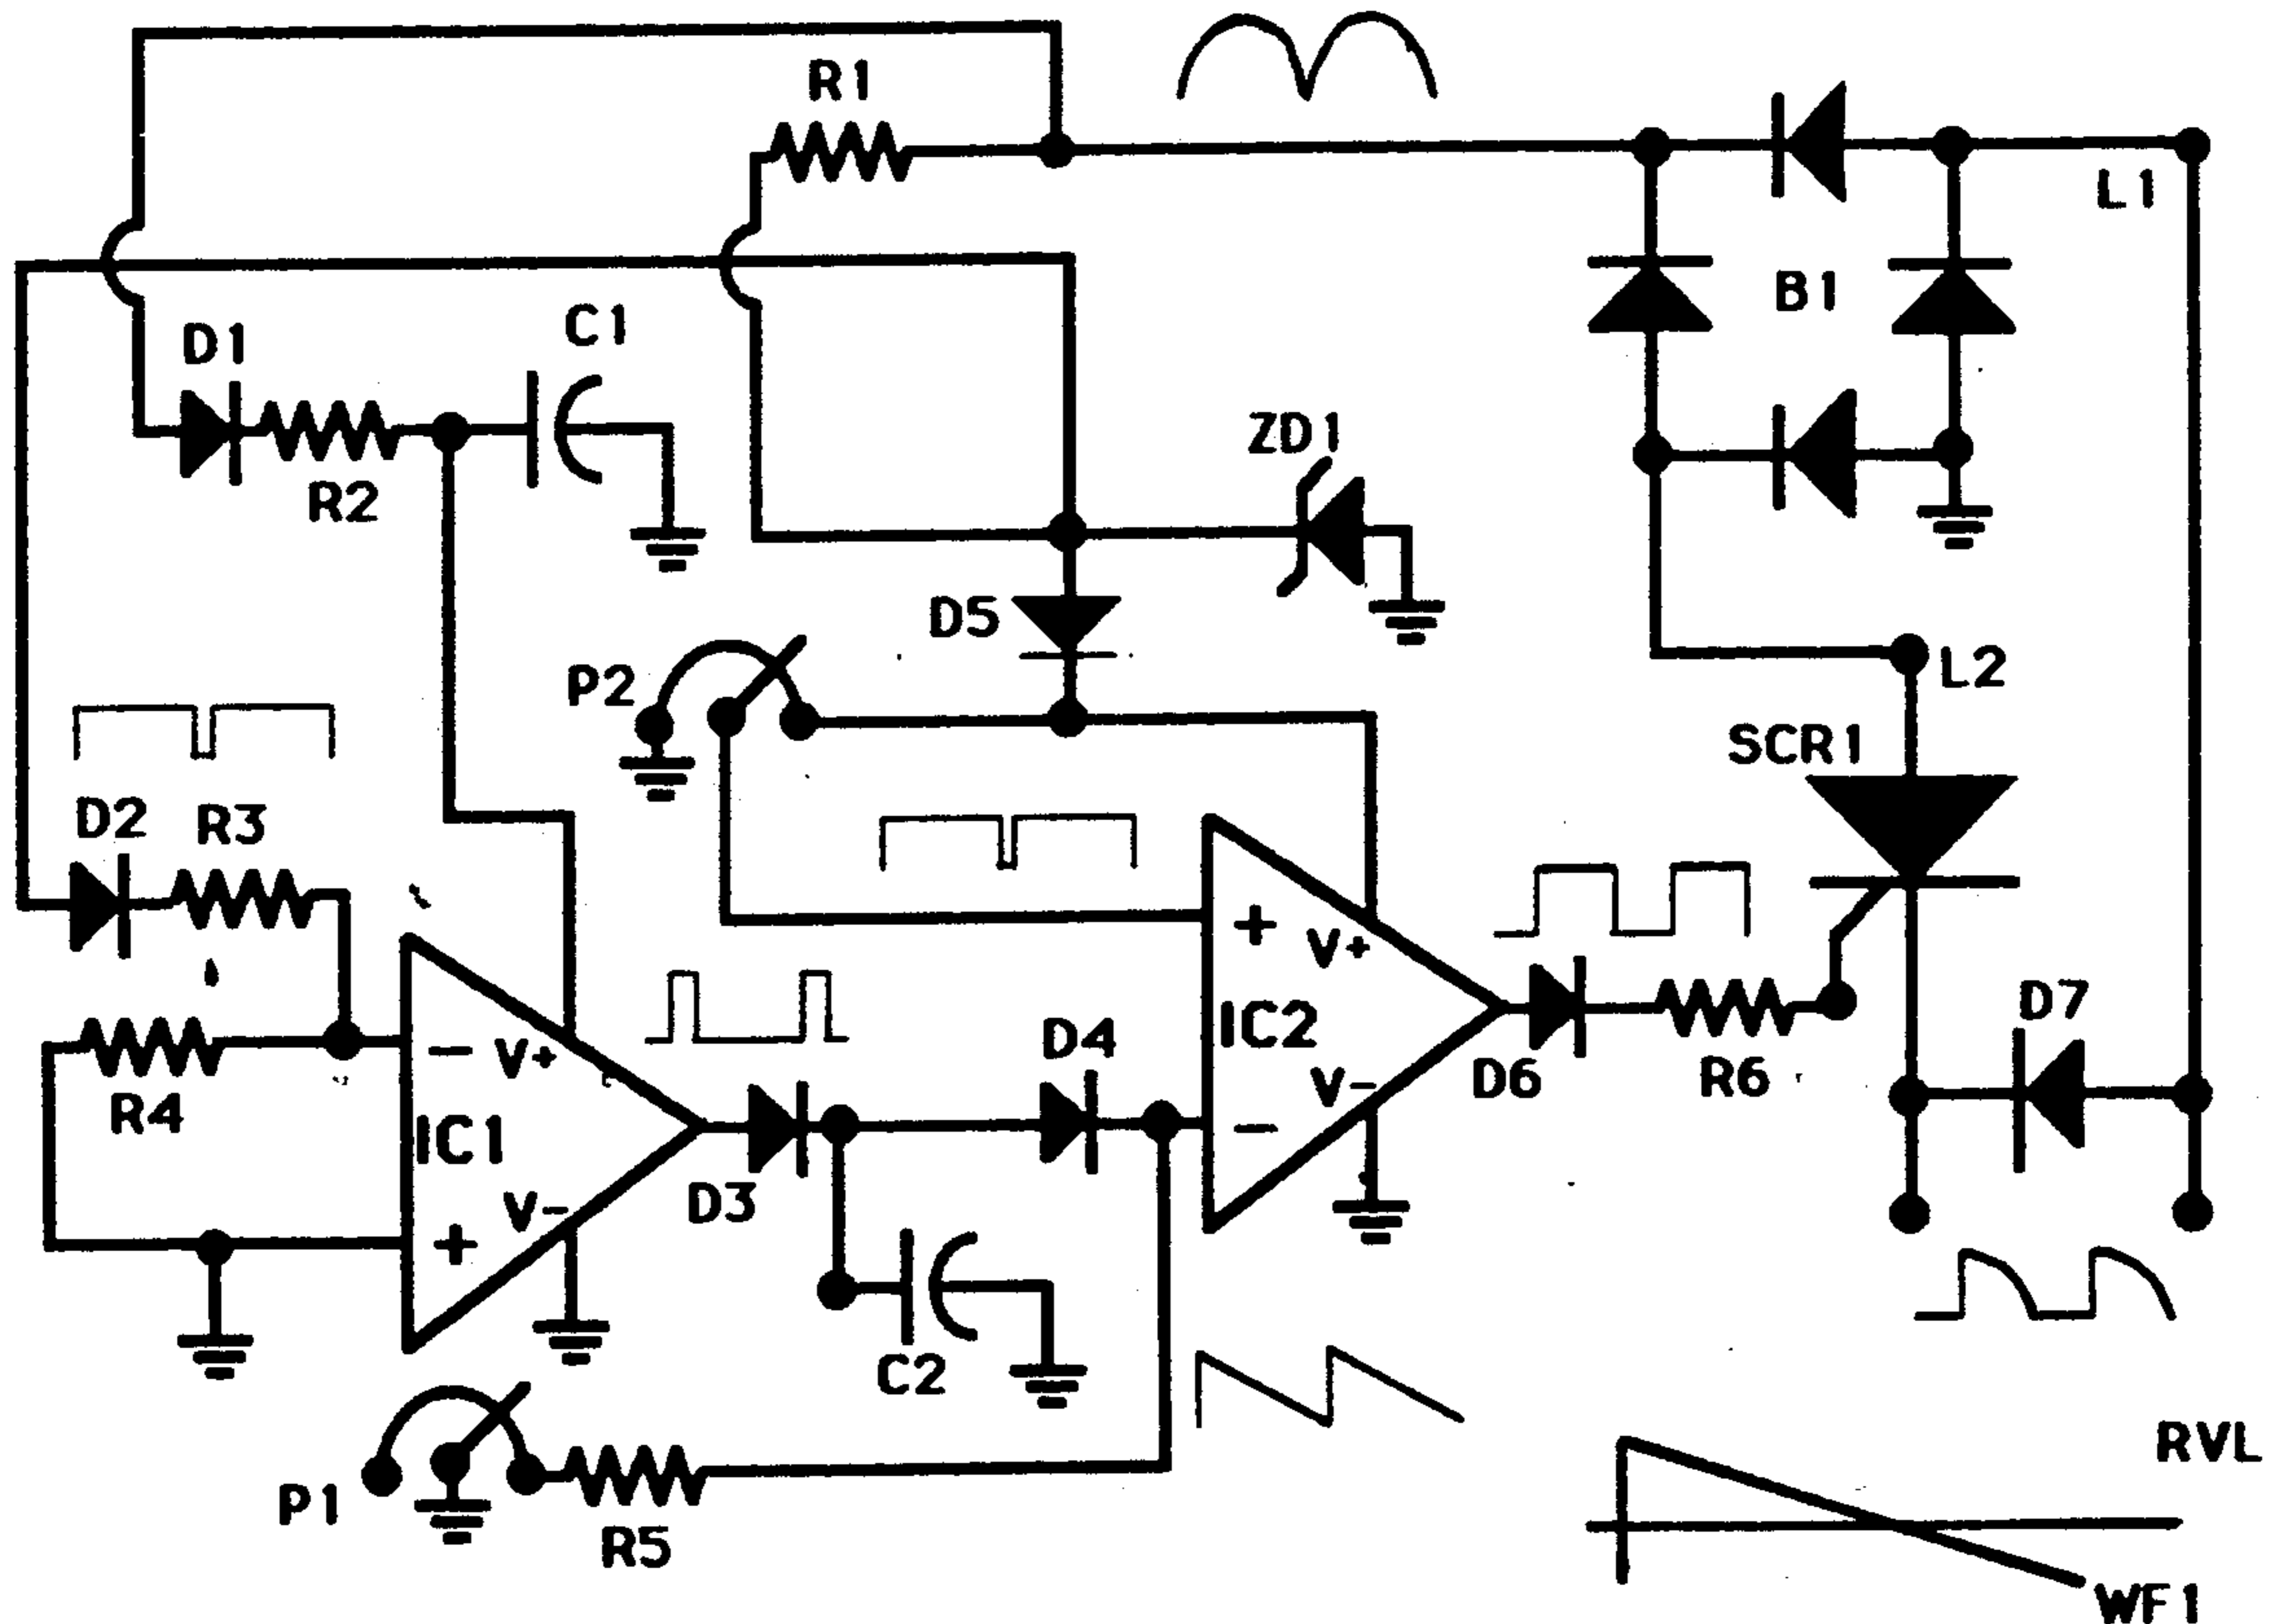 R1
L1
B1
C1
D1
ZD1
R2
D5
L2
P2
SCR1
D2
R3
+
V+
D7
IC2
D4
−
V+
R6
V−
D6
R4
IC1
−
D3
V−
+
C2
RVL
P1
R5
WF1